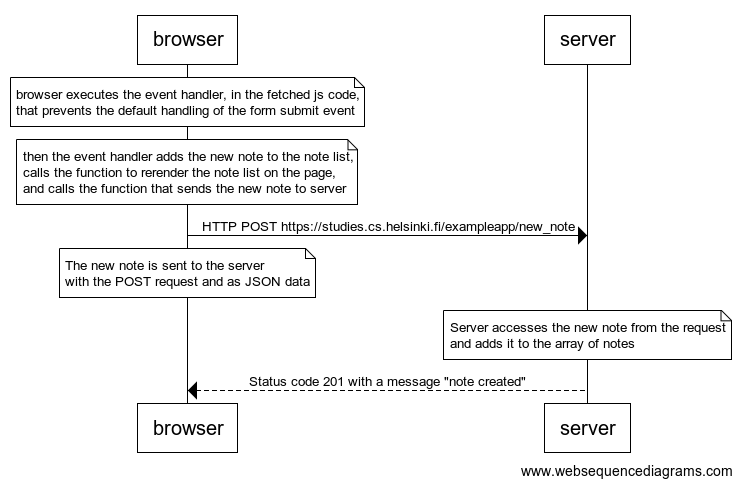 browser
server
browser executes the event handler, in the fetched js code,
that prevents the default handling of the form submit event
then the event handler adds the new note to the note list,
calls the function to rerender the note list on the page,
and calls the function that sends the new note to server
HTTP POST https://studies.cs.helsinki.fi/exampleapp/new_note
The new note is sent to the server
with the POST request and as JSON data
Server accesses the new note from the request
and adds it to the array of notes
Status code 201 with a message "note created"
browser
server
www.websequencediagrams.com